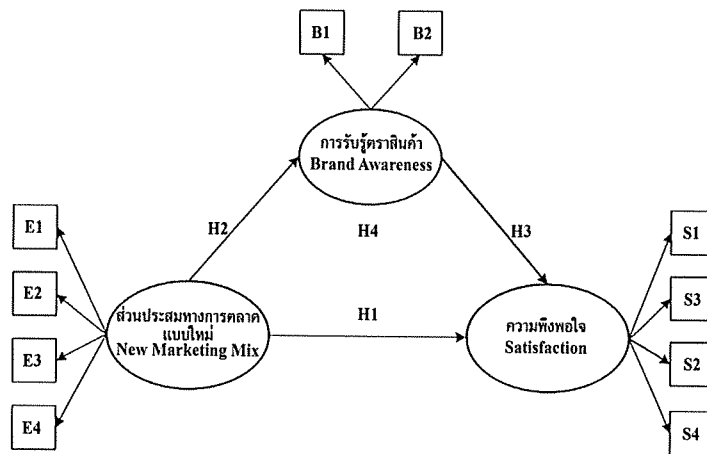 B1
B2
การรับรู้ตราสินค้า
Brand Awareness
H2
H4
H3
E1
E2
E3
E4
ส่วนประสมทางการตลาด
แบบใหม่
New Marketing Mix
H1
ความพึงพอใจ
Satisfaction
S1
S3
S2
S4